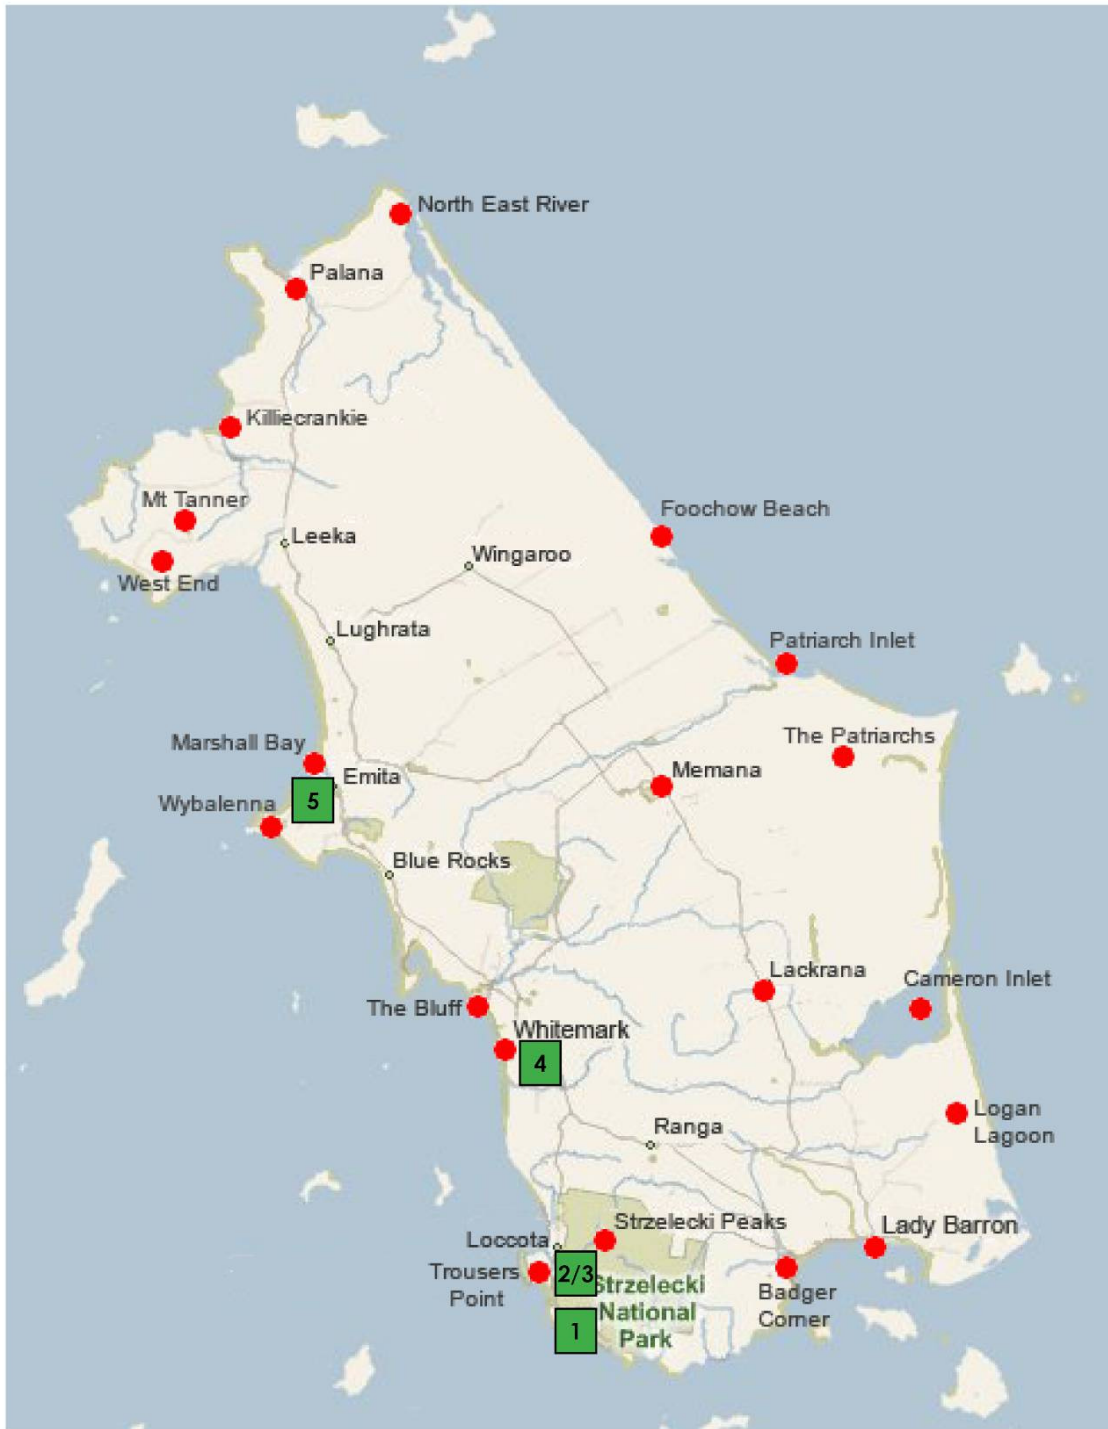 North East River
Palana
Killiecrankie
Mt Tanner
Foochow Beach
Leeka
Wingaroo
West End
Lughrata
Patriarch Inlet
Marshall Bay
The Patriarchs
Memana
Emita
5
Wybalenna
Blue Rocks
Lackrana
Cameron Inlet
The Bluff
Whitemark
4
Logan
Lagoon
Ranga
Strzelecki Peaks
Lady Barron
Loccota
Trousers
Point
2/3
Strzelecki
National
Park
Badger
Corner
1